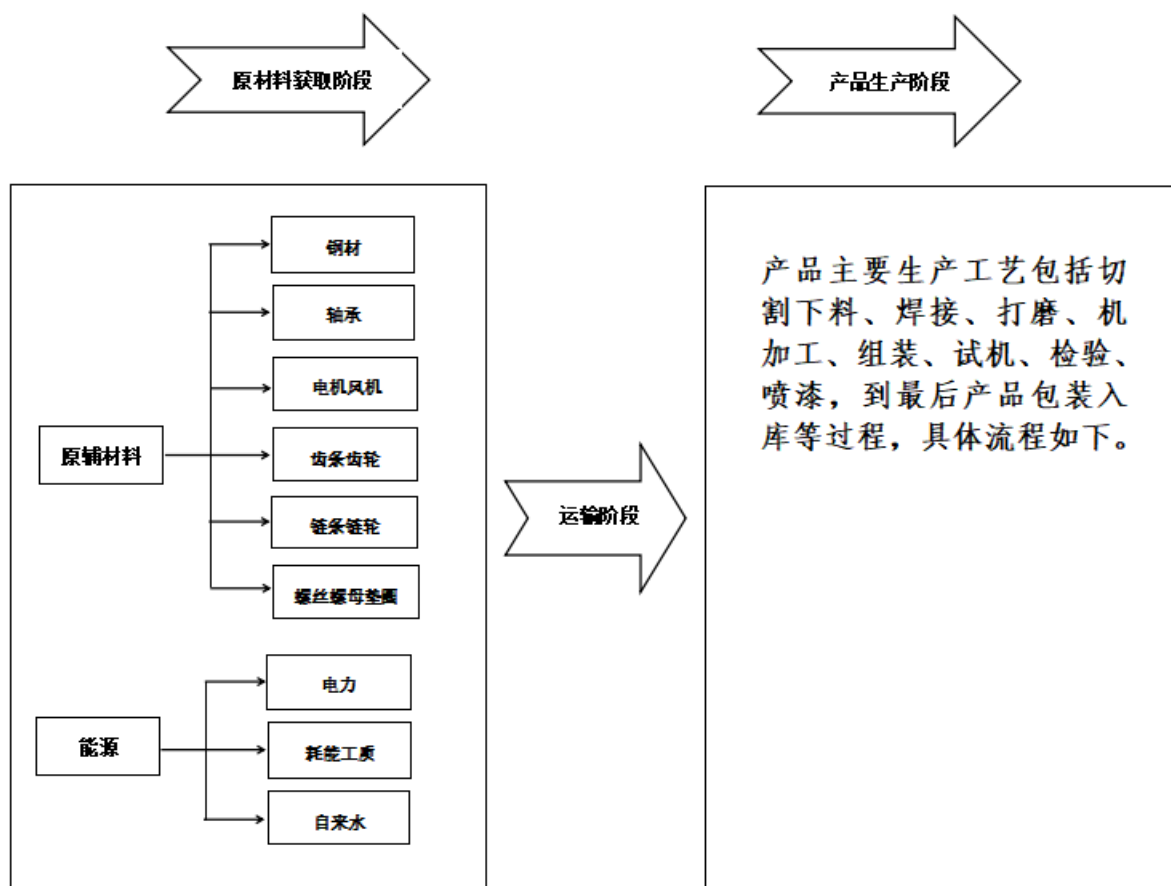 原材料获取阶段
产品生产阶段
原辅材料
钢材
轴承
电机风机
齿条齿轮
链条链轮
螺丝螺母垫圈
能源
电力
耗能工质
自来水
运输阶段
产品主要生产工艺包括切
割下料、焊接、打磨、机
加工、组装、试机、检验、
喷漆，到最后产品包装入
库等过程，具体流程如下。